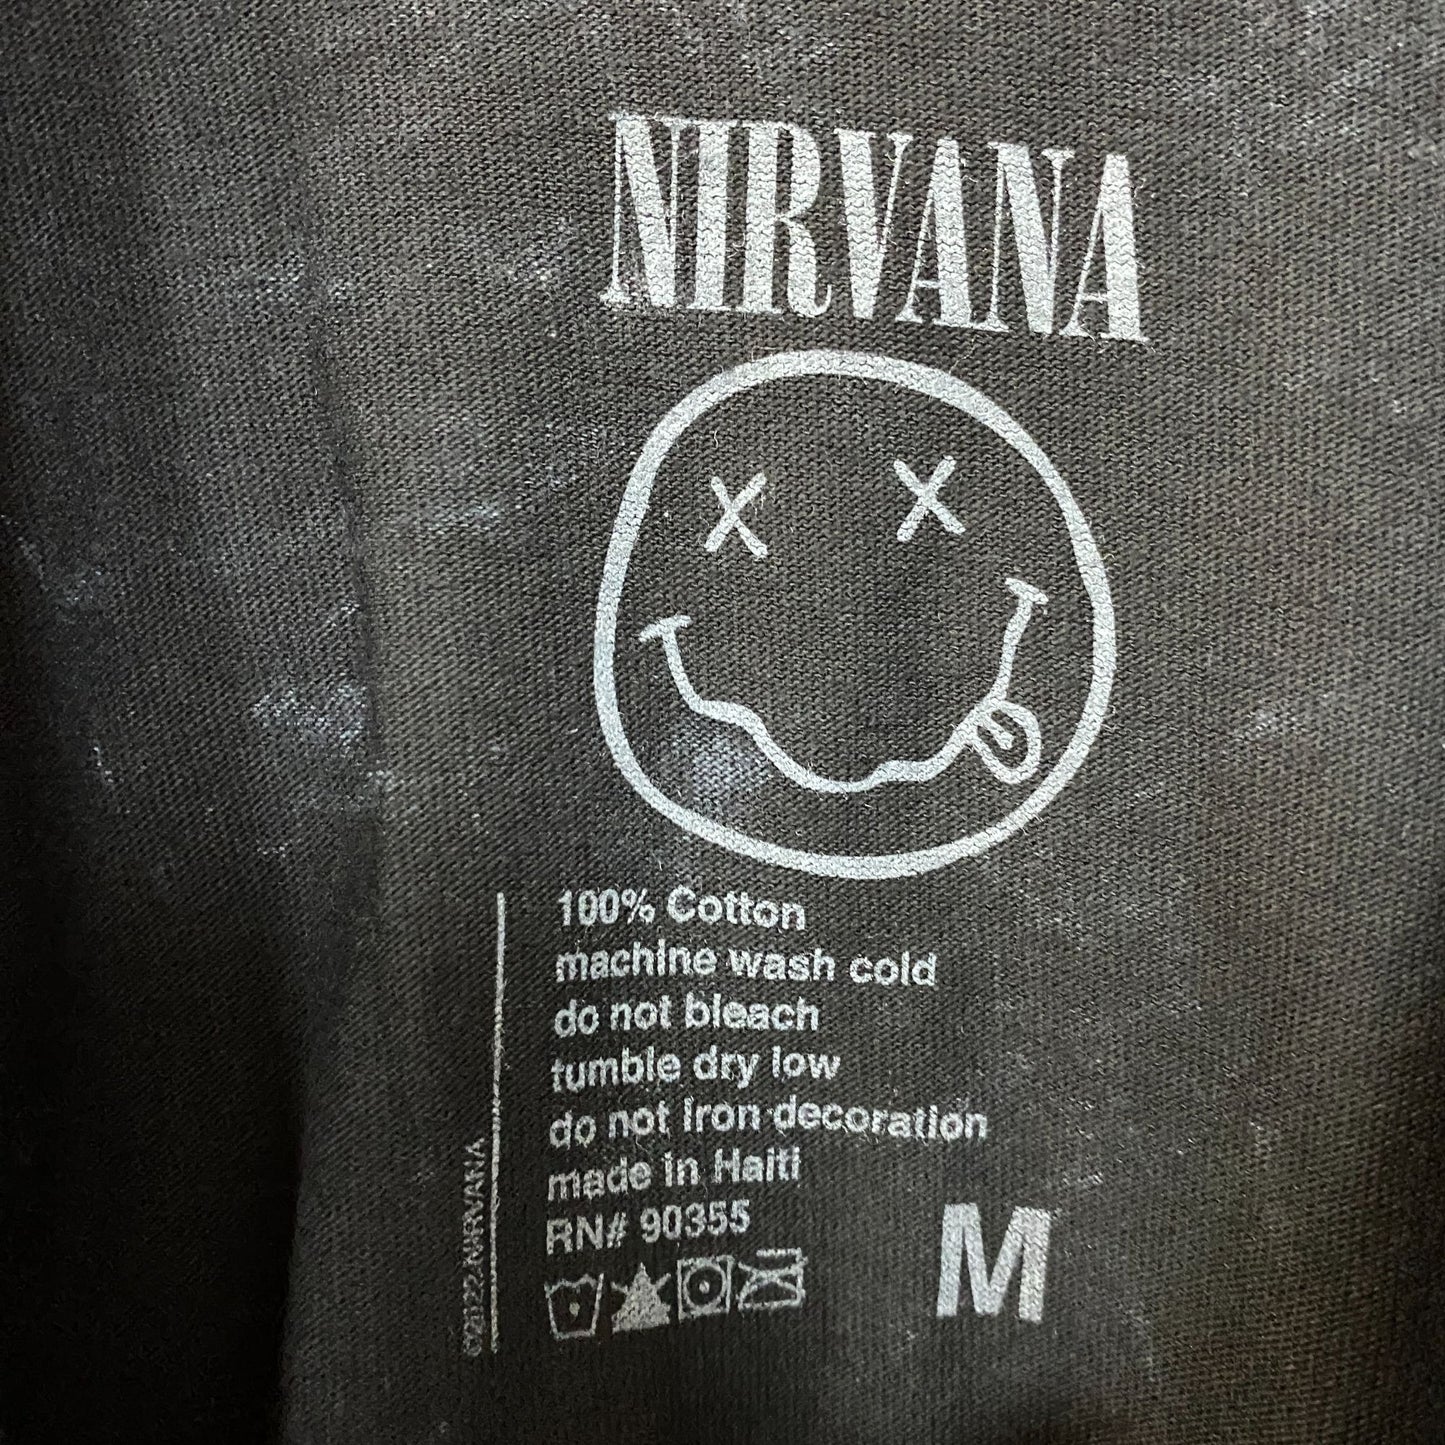 NIRVANA
100% Cotton
machine wash cold
do not bleach
tumble dry low
do not iron decoration
made in Haiti
RN# 90355
M
©2022 NIRVANA